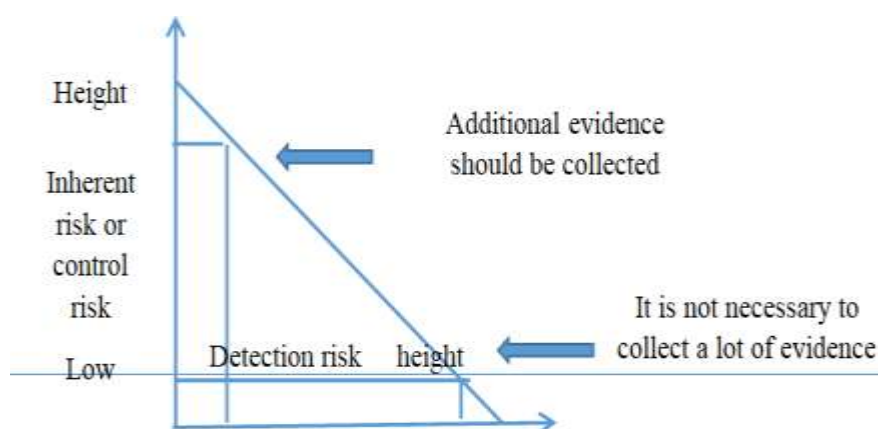 Height
Additional evidence
should be collected
Inherent
risk or
control
risk
It is not necessary to
collect a lot of evidence
Detection risk height
Low